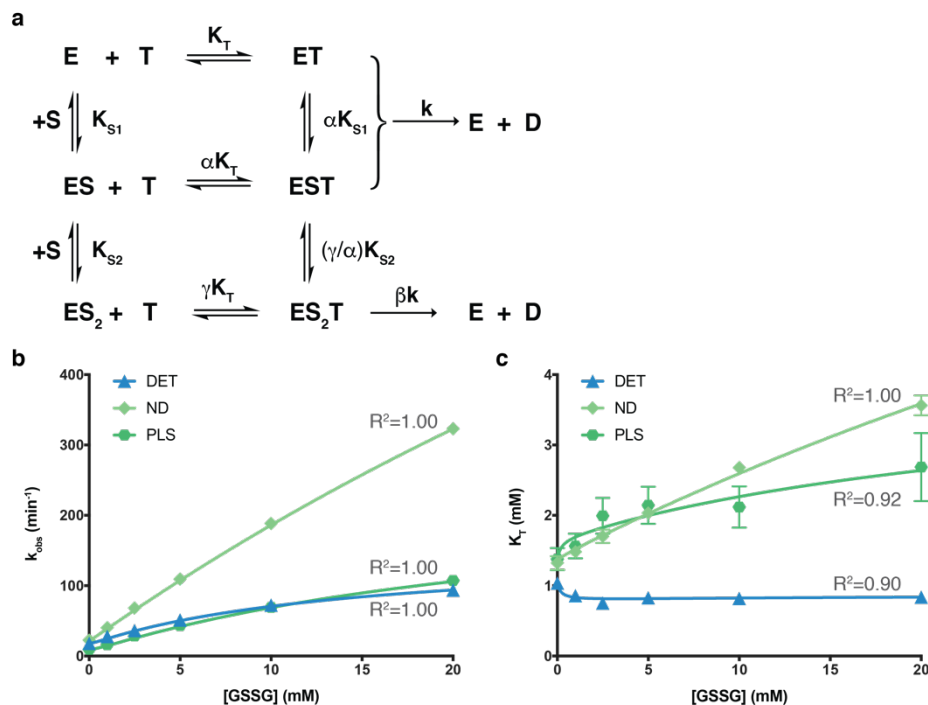 a
E + T K_T ET
+S K_S1 αK_S1 k E + D
ES + T αK_T EST
+S K_S2 (γ/α)K_S2
ES₂ + T γK_T ES₂T βk E + D
b
DET
ND
PLS
400
300
200
100
0
k_obs (min⁻¹)
R²=1.00
R²=1.00
R²=1.00
0 5 10 15 20
[GSSG] (mM)
c
DET
ND
PLS
4
3
2
1
0
K_T (mM)
R²=1.00
R²=0.92
R²=0.90
0 5 10 15 20
[GSSG] (mM)